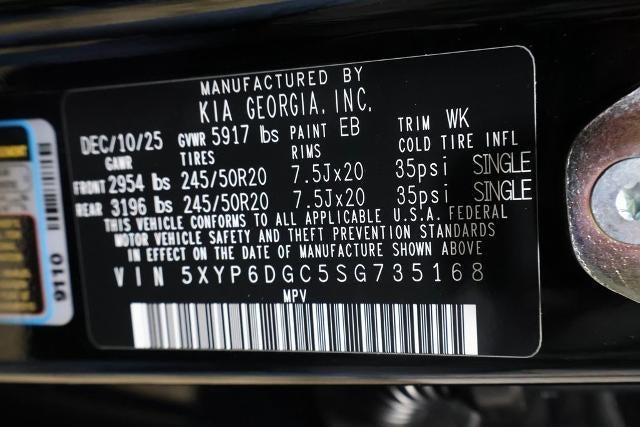 MANUFACTURED BY
KIA GEORGIA, INC.
DEC/10/25 GVWR 5917 lbs PAINT EB TRIM WK
GAWR TIRES RIMS COLD TIRE INFL
FRONT 2954 lbs 245/50R20 7.5Jx20 35psi SINGLE
REAR 3196 lbs 245/50R20 7.5Jx20 35psi SINGLE
THIS VEHICLE CONFORMS TO ALL APPLICABLE U.S.A. FEDERAL
MOTOR VEHICLE SAFETY AND THEFT PREVENTION STANDARDS
IN EFFECT ON THE DATE OF MANUFACTURE SHOWN ABOVE
VIN 5XYP6DGC5SG735168
MPV
9110